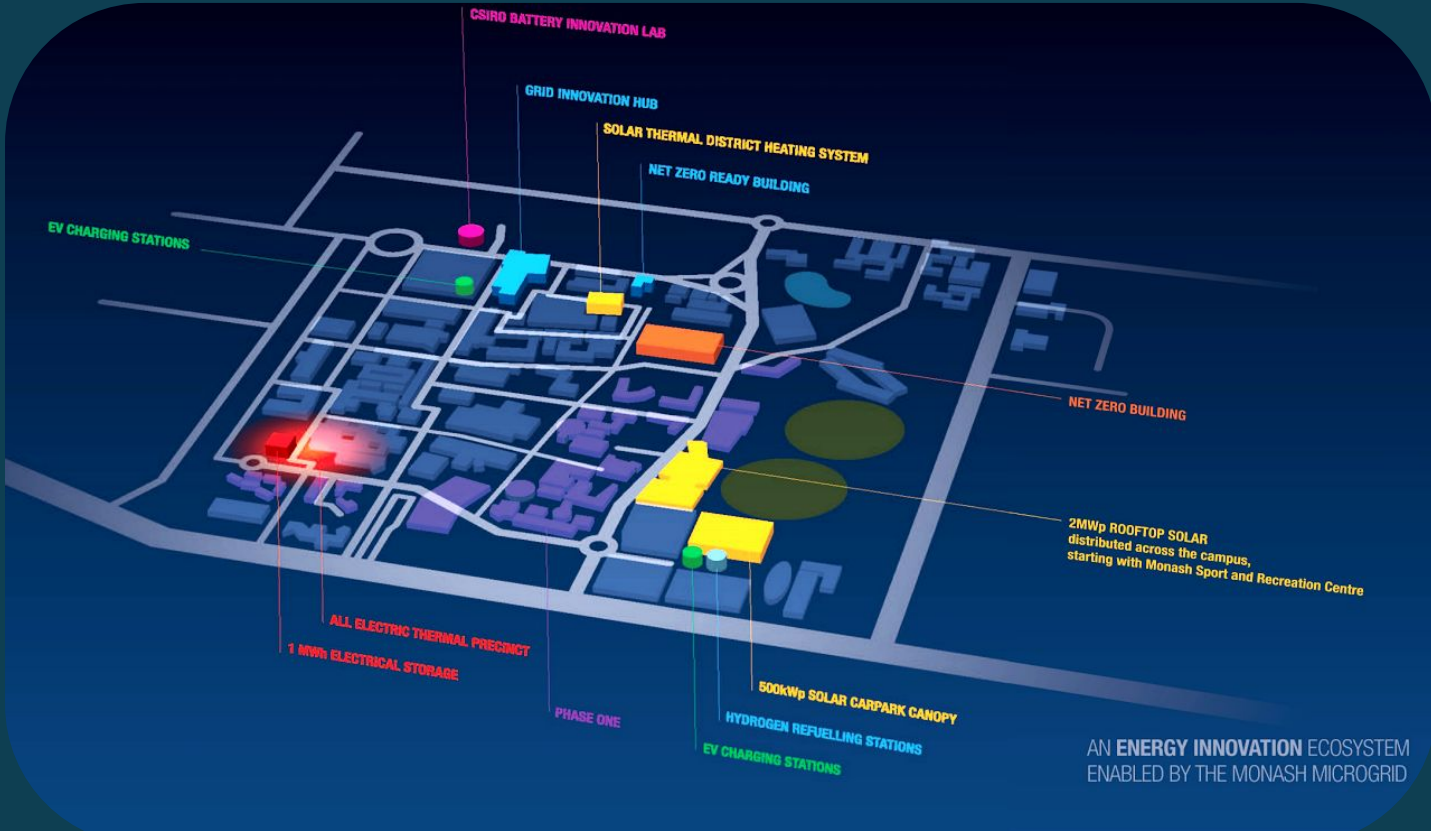 CSIRO BATTERY INNOVATION LAB
GRID INNOVATION HUB
SOLAR THERMAL DISTRICT HEATING SYSTEM
NET ZERO READY BUILDING
EV CHARGING STATIONS
NET ZERO BUILDING
2MWp ROOFTOP SOLAR
distributed across the campus,
starting with Monash Sport and Recreation Centre
ALL ELECTRIC THERMAL PRECINCT
1 MWh ELECTRICAL STORAGE
500kWp SOLAR CARPARK CANOPY
PHASE ONE
HYDROGEN REFUELLING STATIONS
EV CHARGING STATIONS
AN ENERGY INNOVATION ECOSYSTEM
ENABLED BY THE MONASH MICROGRID